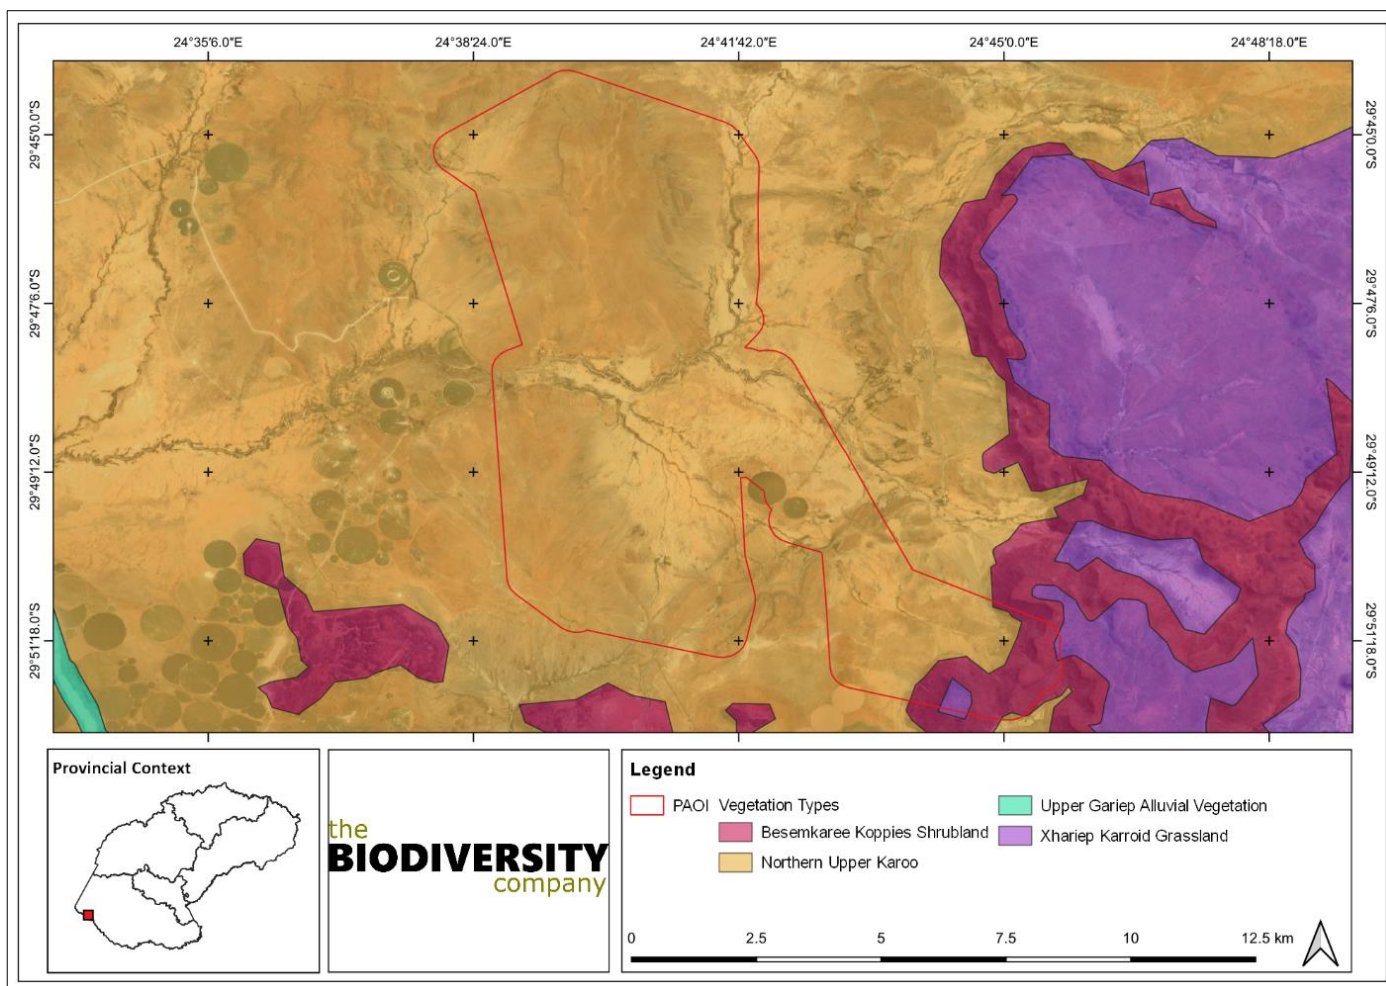 24°35'6.0"E 24°38'24.0"E 24°41'42.0"E 24°45'0.0"E 24°48'18.0"E
29°45'0.0"S 29°45'0.0"S
29°47'6.0"S 29°47'6.0"S
29°49'12.0"S 29°49'12.0"S
29°51'18.0"S 29°51'18.0"S
Provincial Context
the
BIODIVERSITY
company
Legend
PAOI Vegetation Types
Besemkaree Koppies Shrubland
Northern Upper Karoo
Upper Gariep Alluvial Vegetation
Xhariep Karroid Grassland
0 2.5 5 7.5 10 12.5 km